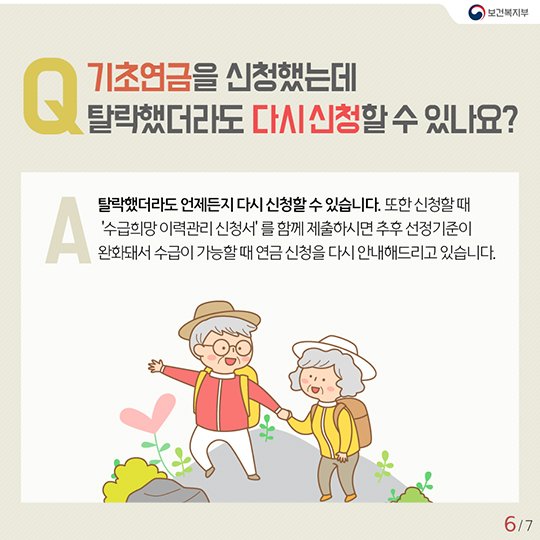 보건복지부
Q 기초연금을 신청했는데
탈락했더라도 다시 신청할 수 있나요?
A 탈락했더라도 언제든지 다시 신청할 수 있습니다. 또한 신청할 때
'수급희망 이력관리 신청서' 를 함께 제출하시면 추후 선정기준이
완화돼서 수급이 가능할 때 연금 신청을 다시 안내해드리고 있습니다.
6/7